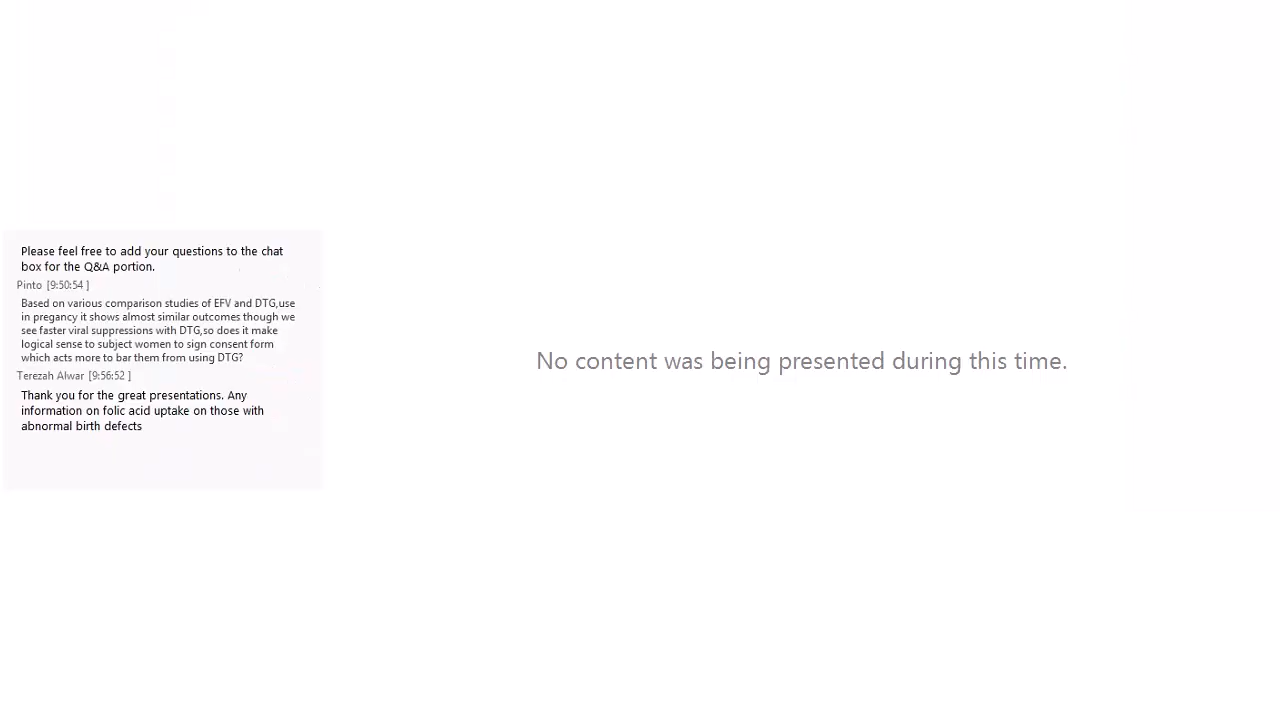 Please feel free to add your questions to the chat
box for the Q&A portion.
Pinto [9:50:54 ]
Based on various comparison studies of EFV and DTG,use
in pregancy it shows almost similar outcomes though we
see faster viral suppressions with DTG,so does it make
logical sense to subject women to sign consent form
which acts more to bar them from using DTG?
Terezah Alwar [9:56:52 ]
Thank you for the great presentations. Any
information on folic acid uptake on those with
abnormal birth defects
No content was being presented during this time.